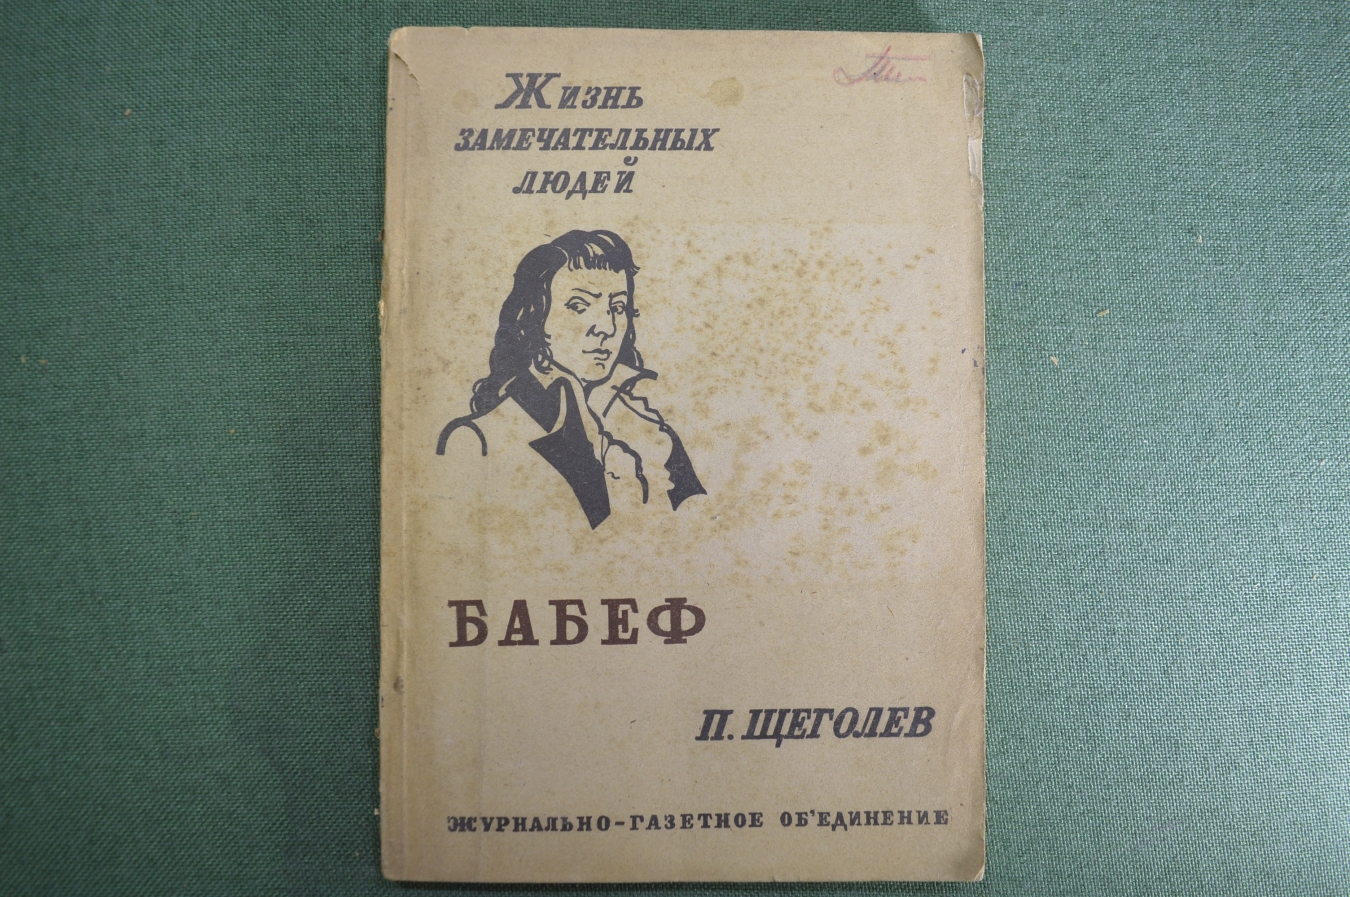 Жизнь
ЗАМЕЧАТЕЛЬНЫХ
ЛЮДЕЙ
БАБЕФ
П. ЩЕГОЛЕВ
ЖУРНАЛЬНО-ГАЗЕТНОЕ ОБ'ЕДИНЕНИЕ